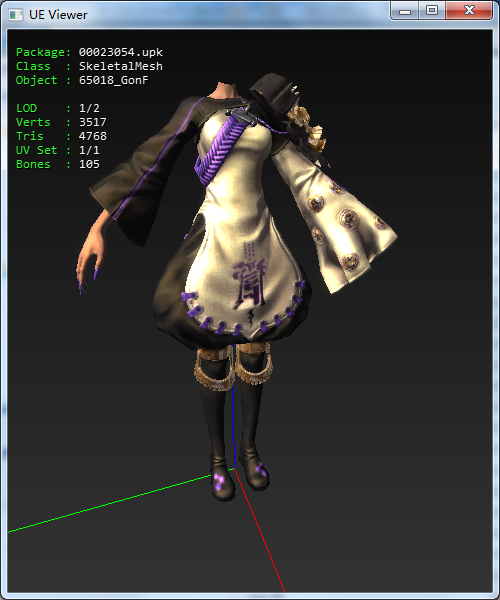 UE Viewer
Package: 00023054.upk
Class : SkeletalMesh
Object : 65018_GonF
LOD : 1/2
Verts : 3517
Tris : 4768
UV Set : 1/1
Bones : 105